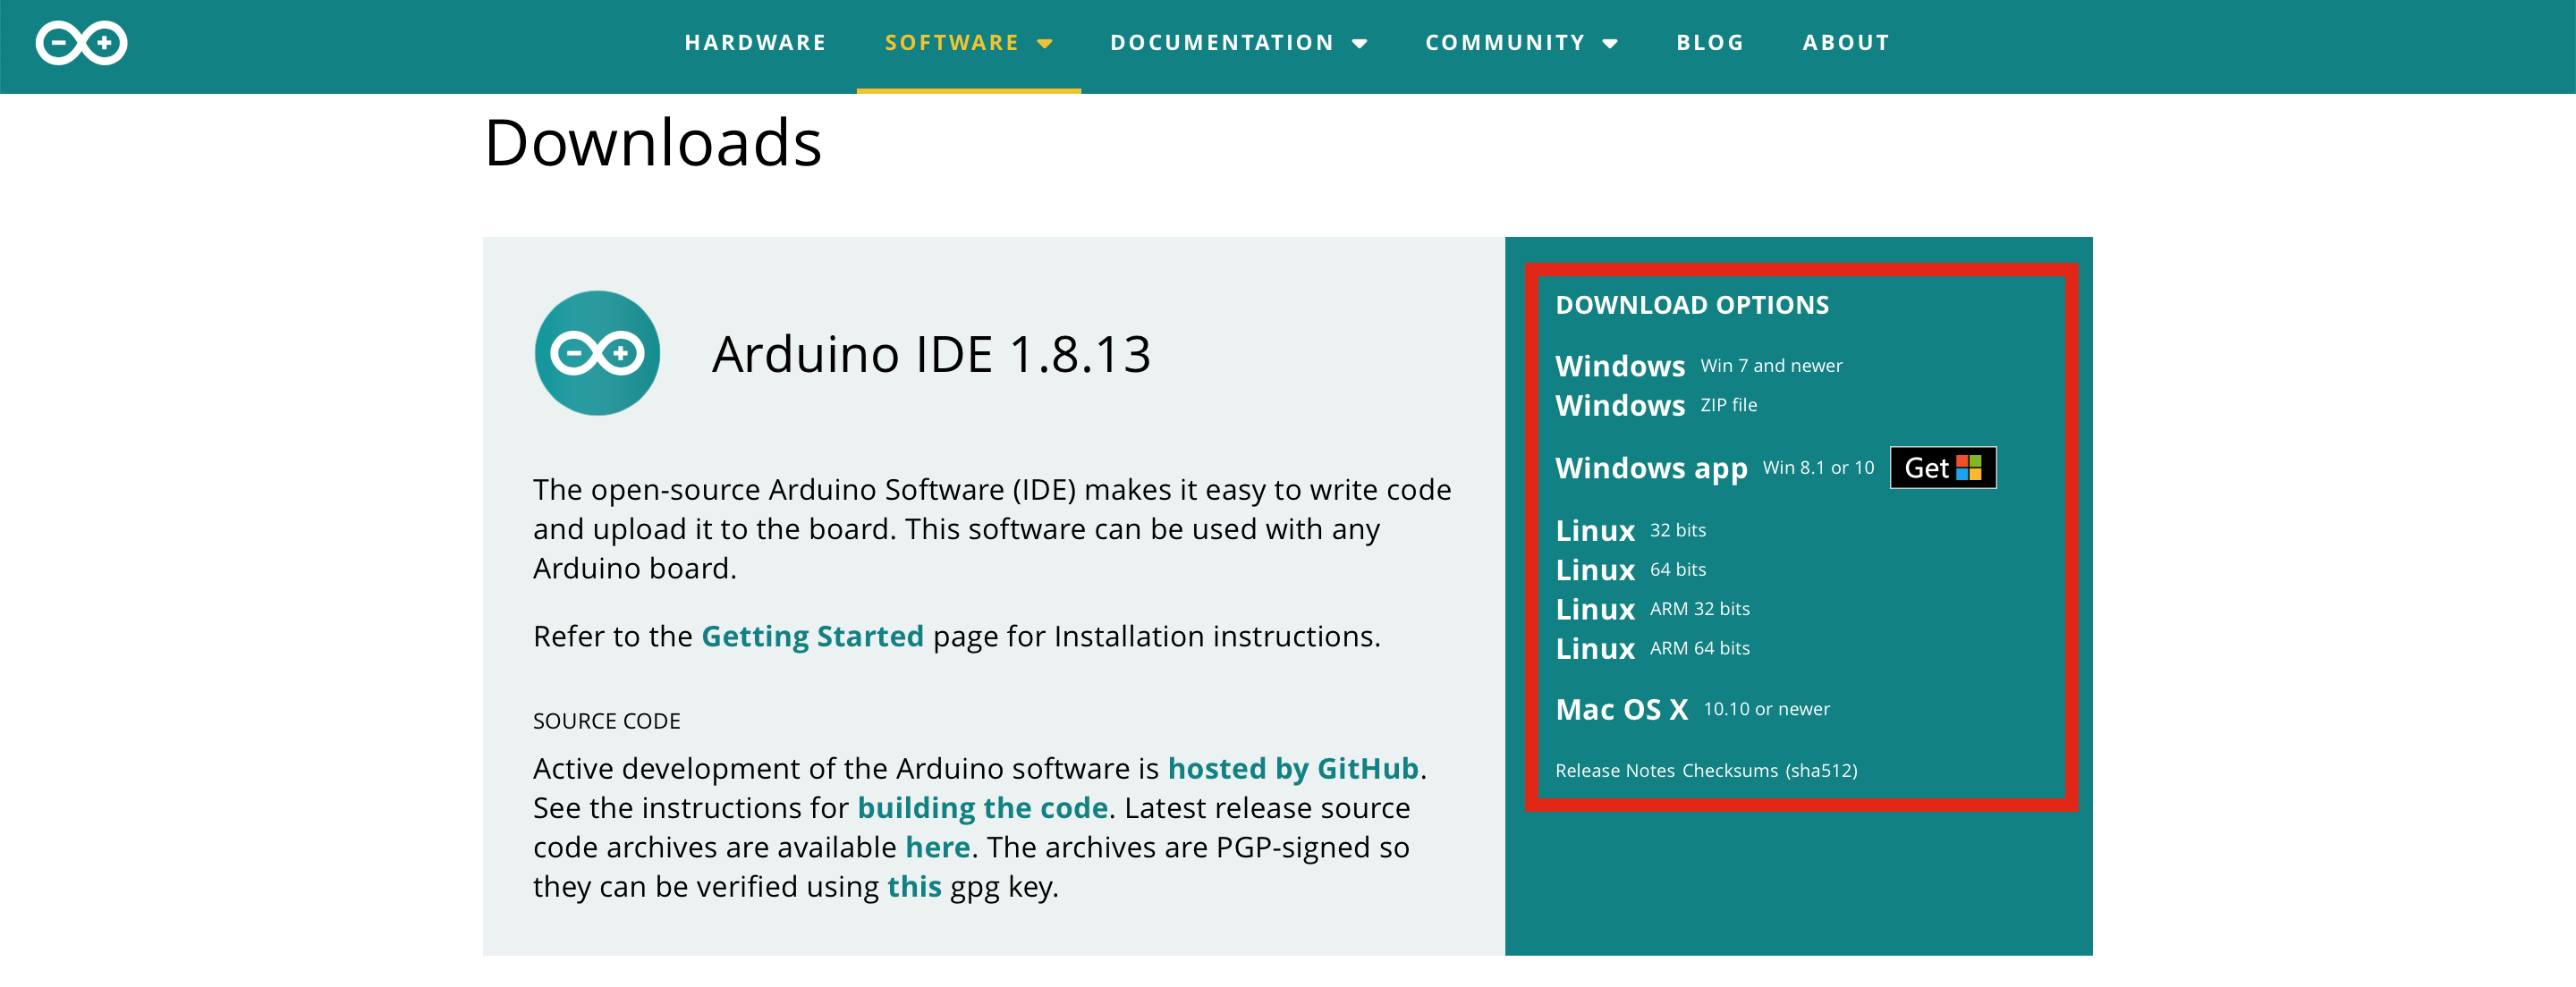 HARDWARE SOFTWARE DOCUMENTATION COMMUNITY BLOG ABOUT
Downloads
Arduino IDE 1.8.13
The open-source Arduino Software (IDE) makes it easy to write code
and upload it to the board. This software can be used with any
Arduino board.
Refer to the Getting Started page for Installation instructions.
SOURCE CODE
Active development of the Arduino software is hosted by GitHub.
See the instructions for building the code. Latest release source
code archives are available here. The archives are PGP-signed so
they can be verified using this gpg key.
DOWNLOAD OPTIONS
Windows Win 7 and newer
Windows ZIP file
Windows app Win 8.1 or 10 Get
Linux 32 bits
Linux 64 bits
Linux ARM 32 bits
Linux ARM 64 bits
Mac OS X 10.10 or newer
Release Notes Checksums (sha512)